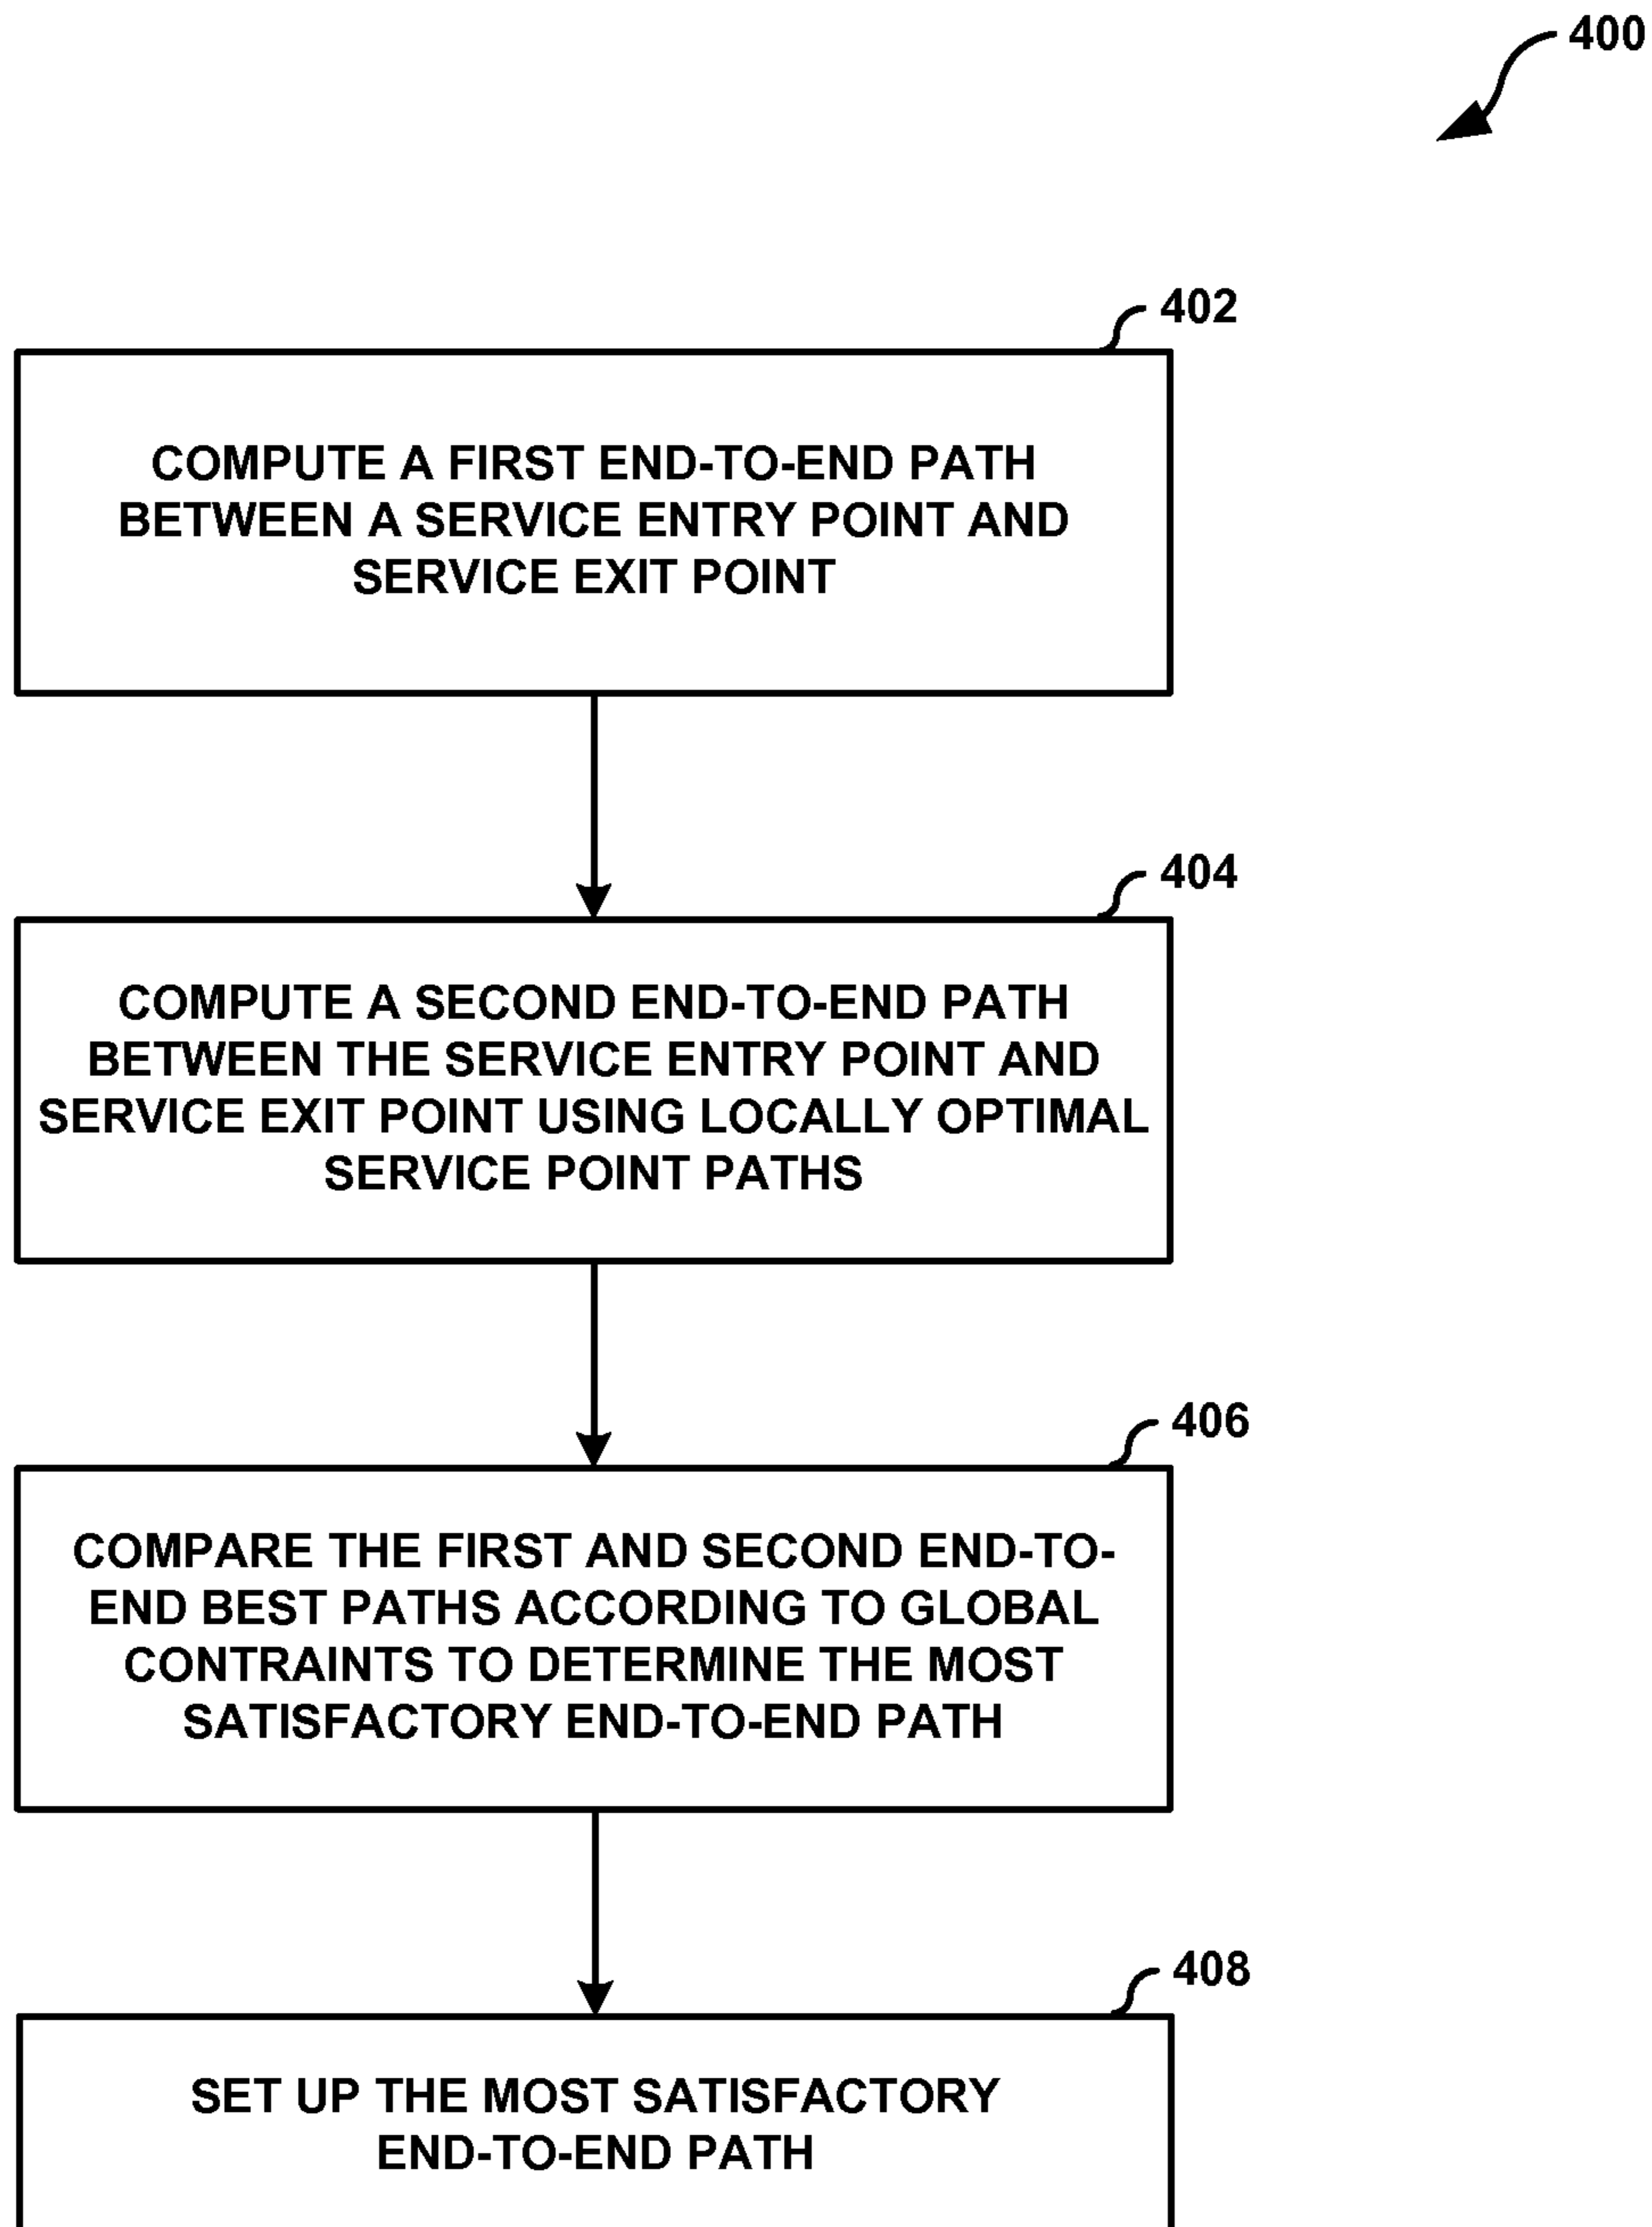 400
402
COMPUTE A FIRST END-TO-END PATH
BETWEEN A SERVICE ENTRY POINT AND
SERVICE EXIT POINT
404
COMPUTE A SECOND END-TO-END PATH
BETWEEN THE SERVICE ENTRY POINT AND
SERVICE EXIT POINT USING LOCALLY OPTIMAL
SERVICE POINT PATHS
406
COMPARE THE FIRST AND SECOND END-TO-
END BEST PATHS ACCORDING TO GLOBAL
CONTRAINTS TO DETERMINE THE MOST
SATISFACTORY END-TO-END PATH
408
SET UP THE MOST SATISFACTORY
END-TO-END PATH